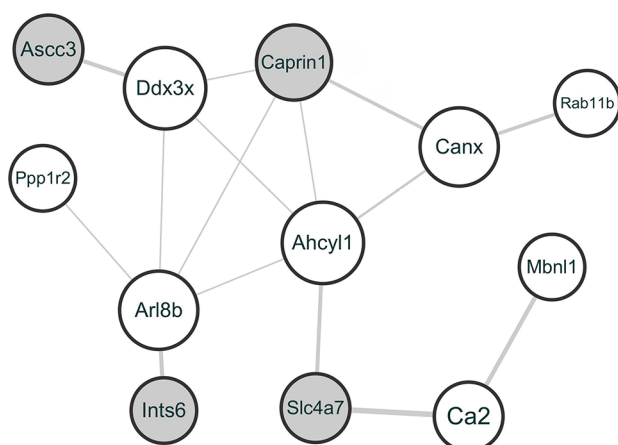 Ascc3
Ddx3x
Caprin1
Rab11b
Canx
Ppp1r2
Ahcyl1
Mbnl1
Arl8b
Ints6
Slc4a7
Ca2